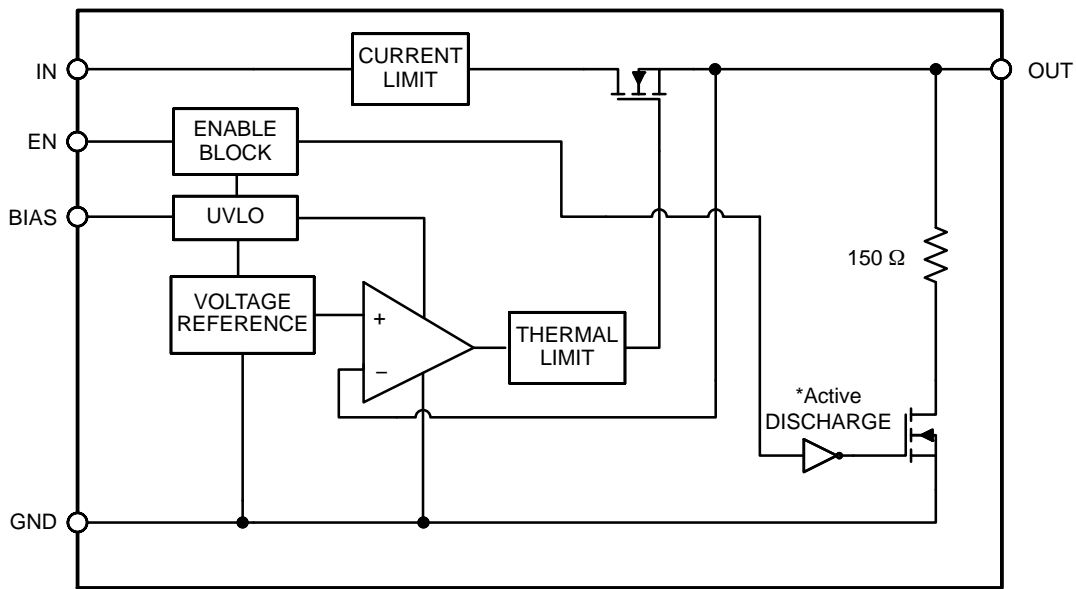 CURRENT
LIMIT
IN
OUT
EN
ENABLE
BLOCK
BIAS
UVLO
150 Ω
VOLTAGE
REFERENCE
+
−
THERMAL
LIMIT
*Active
DISCHARGE
GND